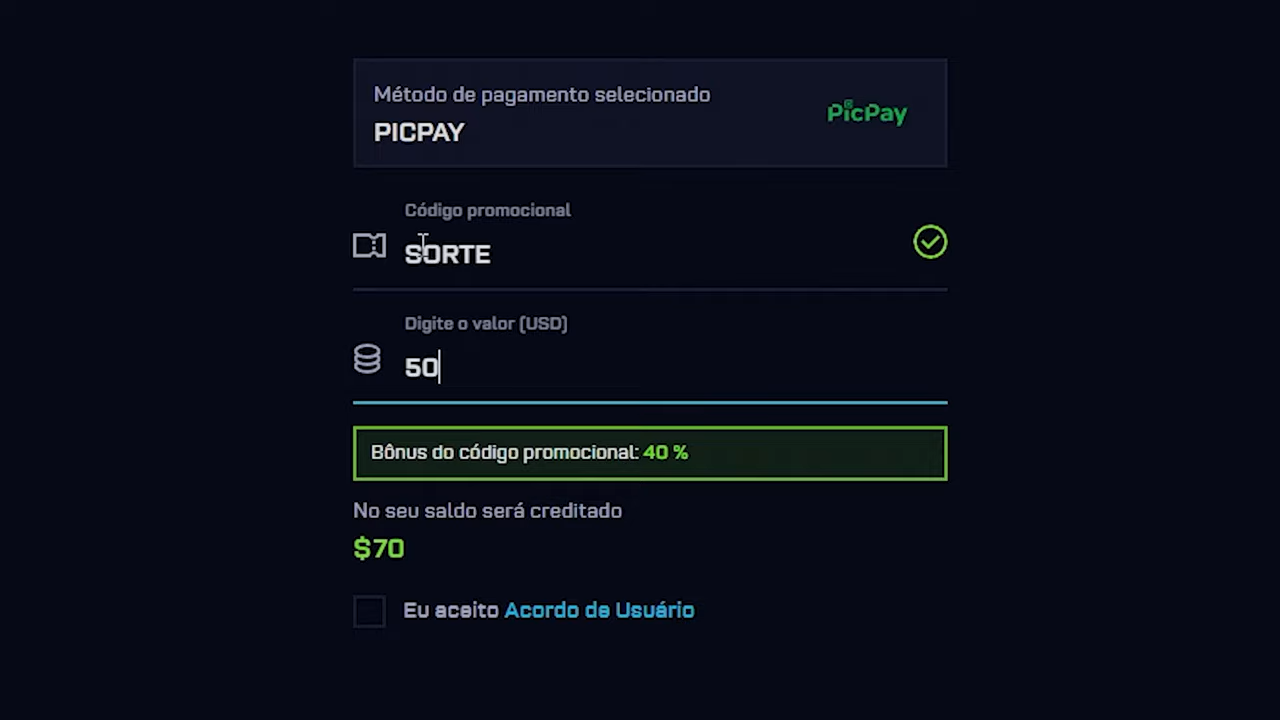 Método de pagamento selecionado
PICPAY
PicPay
Código promocional
SORTE
Digite o valor (USD)
50
Bônus do código promocional: 40 %
No seu saldo será creditado
$70
Eu aceito Acordo de Usuário